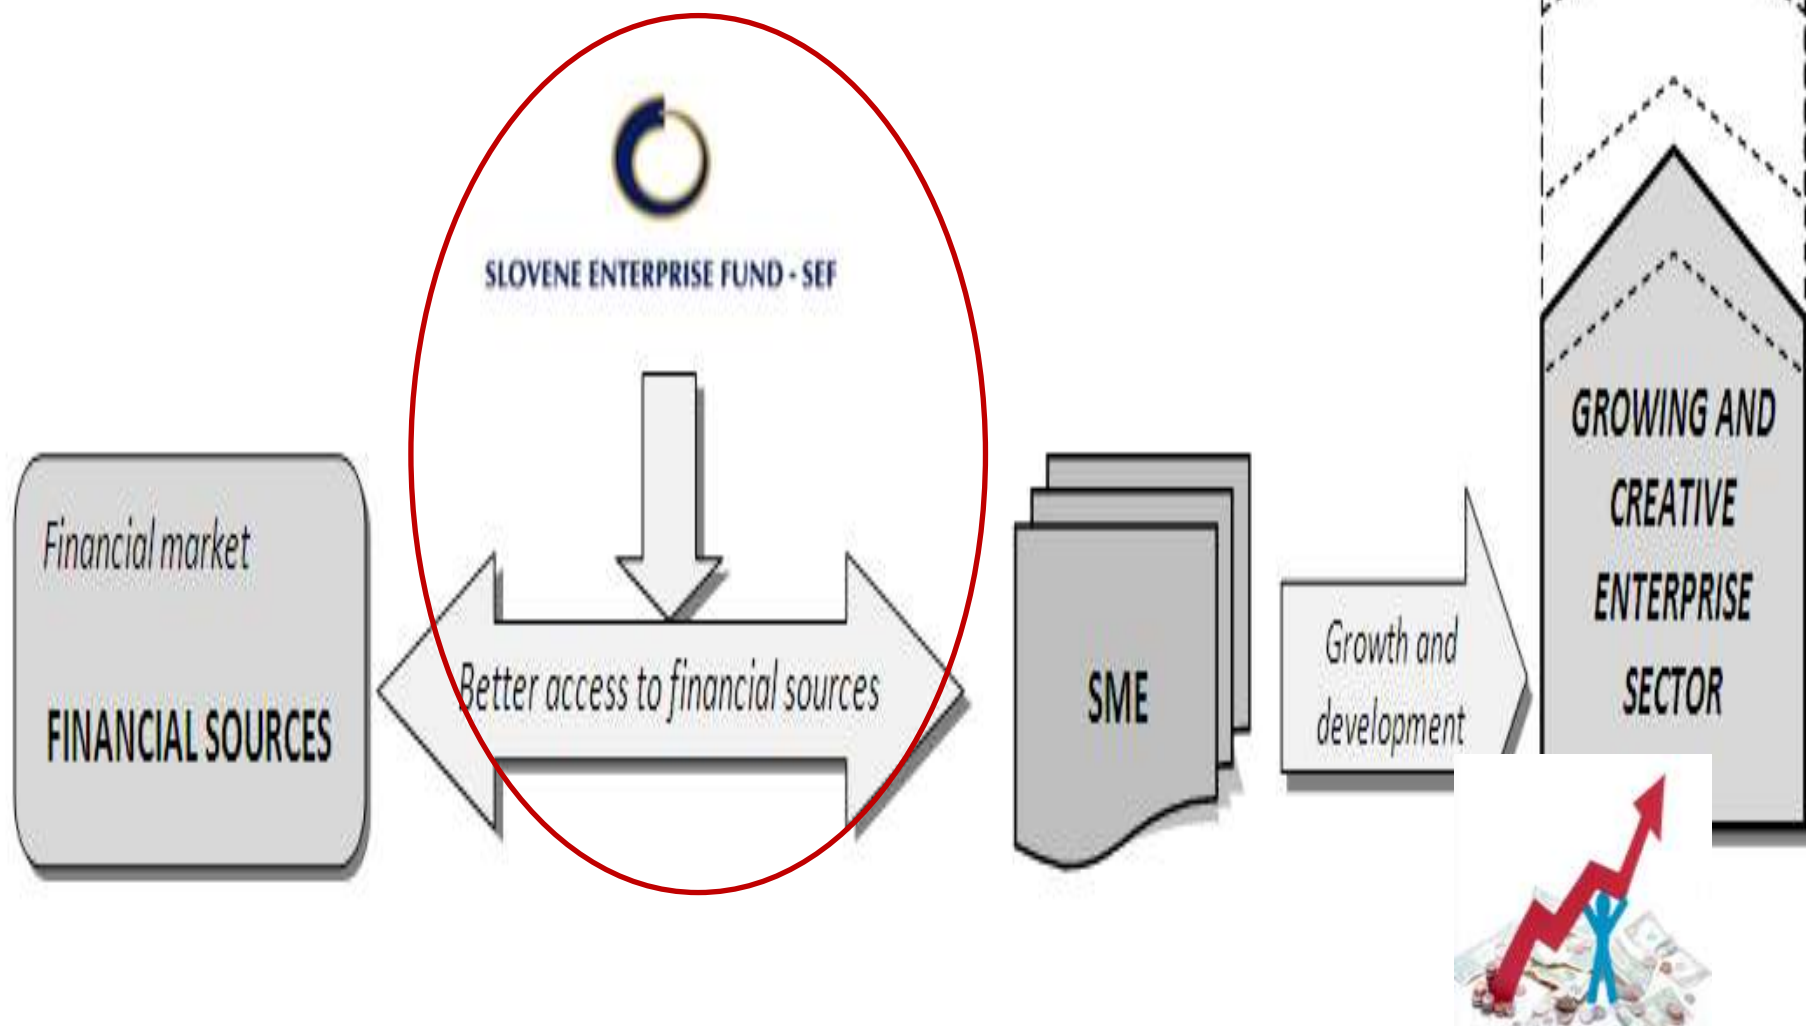 SLOVENE ENTERPRISE FUND - SEF
Financial market
FINANCIAL SOURCES
Better access to financial sources
SME
Growth and
development
GROWING AND
CREATIVE
ENTERPRISE
SECTOR